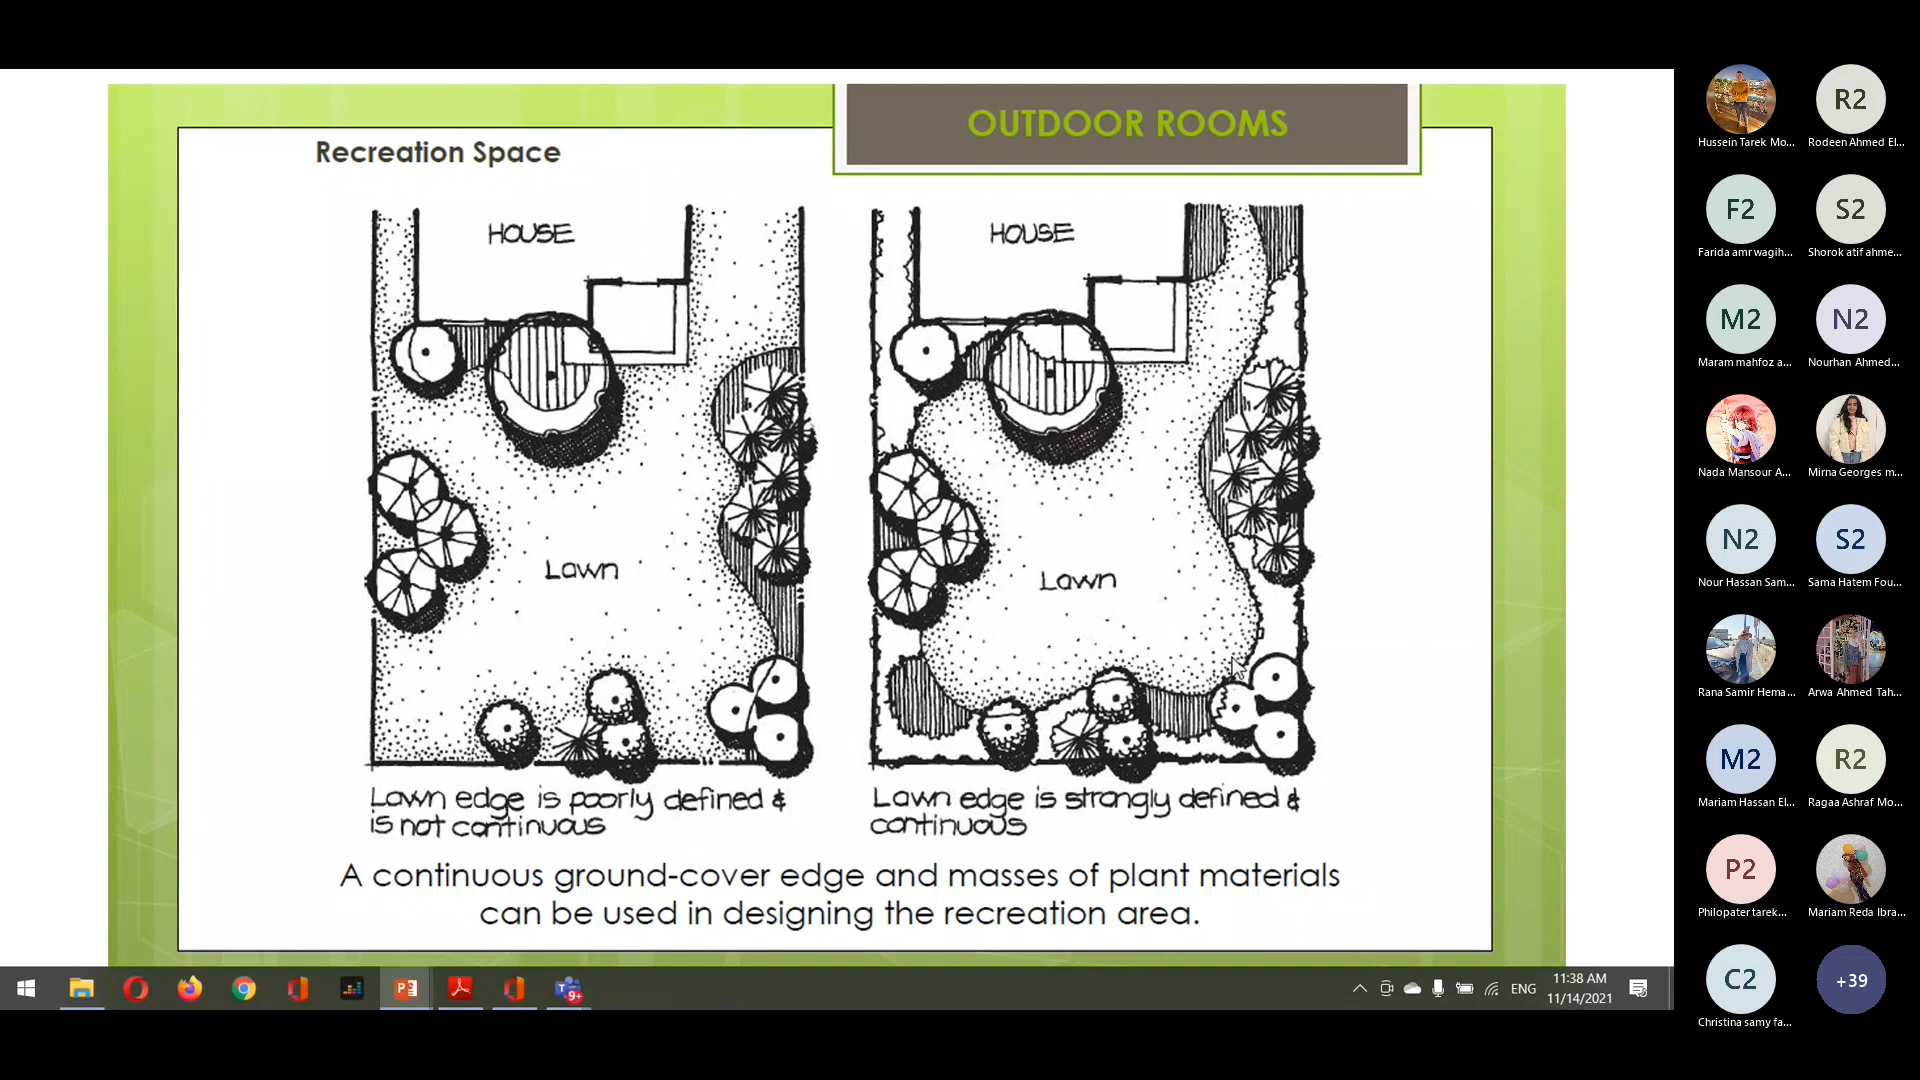 OUTDOOR ROOMS
Recreation Space
HOUSE
HOUSE
Lawn
Lawn
Lawn edge is poorly defined &
is not continuous
Lawn edge is strongly defined &
continuous
A continuous ground-cover edge and masses of plant materials
can be used in designing the recreation area.
R2
Hussein Tarek Mo...
Rodeen Ahmed El...
F2
S2
Farida amr wagih...
Shorok atif ahme...
M2
N2
Maram mahfoz a...
Nourhan Ahmed...
Nada Mansour A...
Mirna Georges m...
N2
S2
Nour Hassan Sam...
Sama Hatem Fou...
Rana Samir Hema...
Arwa Ahmed Tah...
M2
R2
Mariam Hassan El...
Ragaa Ashraf Mo...
P2
Philopater tarek...
Mariam Reda Ibra...
C2
+39
Christina samy fa...
9+
ENG
11:38 AM
11/14/2021